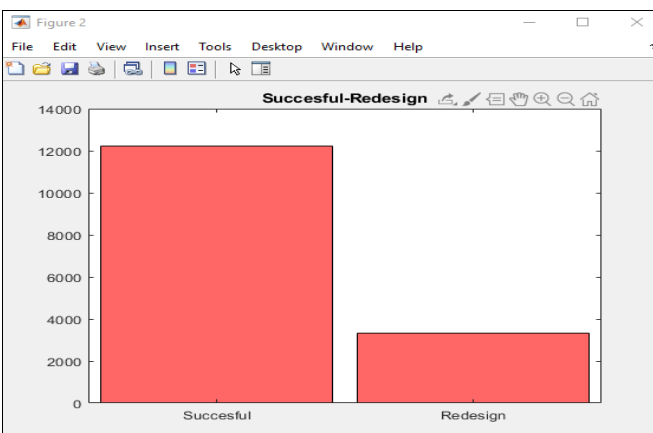 Figure 2
File Edit View Insert Tools Desktop Window Help
Succesful-Redesign
14000
12000
10000
8000
6000
4000
2000
0
Succesful Redesign